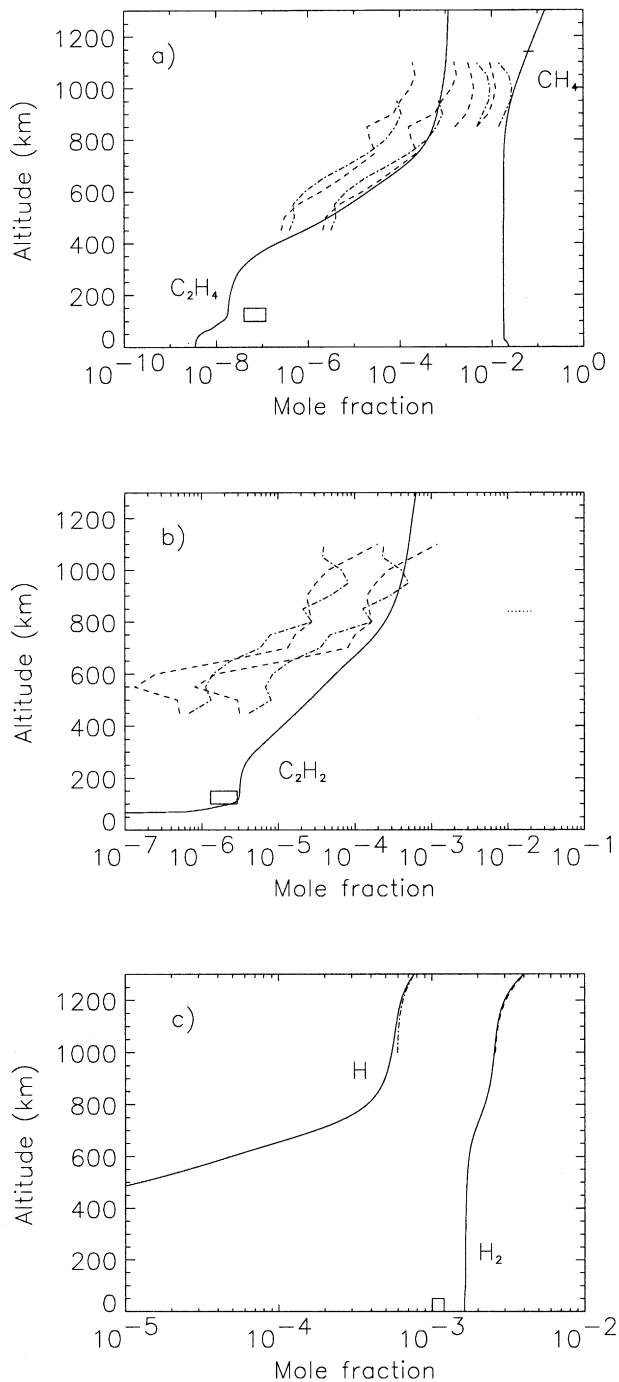 a)
1200
1000
800
600
400
200
0
Altitude (km)
CH₄
C₂H₄
10⁻¹⁰ 10⁻⁸ 10⁻⁶ 10⁻⁴ 10⁻² 10⁰
Mole fraction
b)
1200
1000
800
600
400
200
0
Altitude (km)
C₂H₂
10⁻⁷ 10⁻⁶ 10⁻⁵ 10⁻⁴ 10⁻³ 10⁻² 10⁻¹
Mole fraction
c)
1200
1000
800
600
400
200
0
Altitude (km)
H
H₂
10⁻⁵ 10⁻⁴ 10⁻³ 10⁻²
Mole fraction